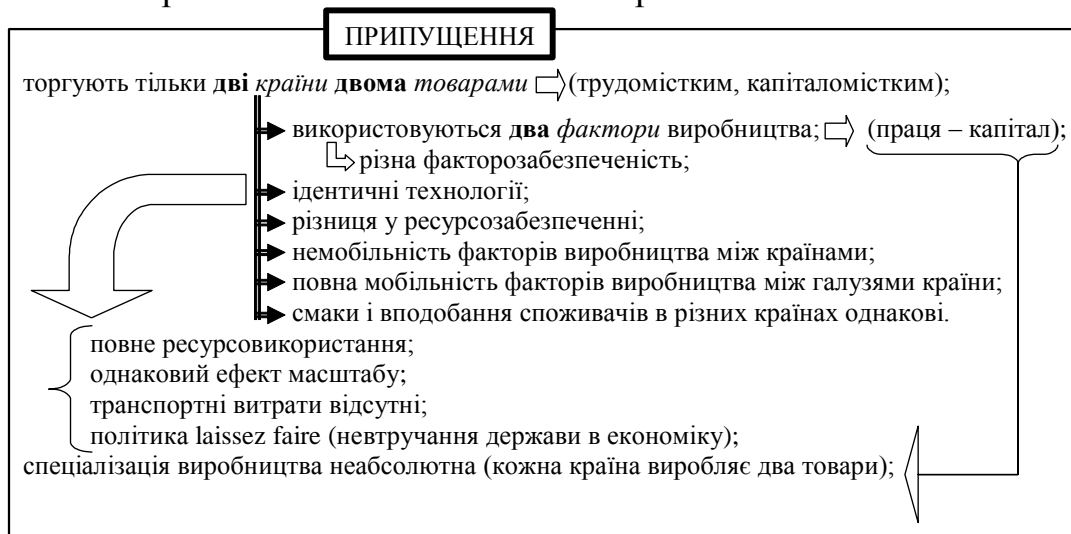 ПРИПУЩЕННЯ
торгують тільки дві країни двома товарами (трудомістким, капіталомістким);
використовуються два фактори виробництва; (праця – капітал);
різна факторозабезпеченість;
ідентичні технології;
різниця у ресурсозабезпеченні;
немобільність факторів виробництва між країнами;
повна мобільність факторів виробництва між галузями країни;
смаки і вподобання споживачів в різних країнах однакові.
повне ресурсовикористання;
однаковий ефект масштабу;
транспортні витрати відсутні;
політика laissez faire (невтручання держави в економіку);
спеціалізація виробництва неабсолютна (кожна країна виробляє два товари);